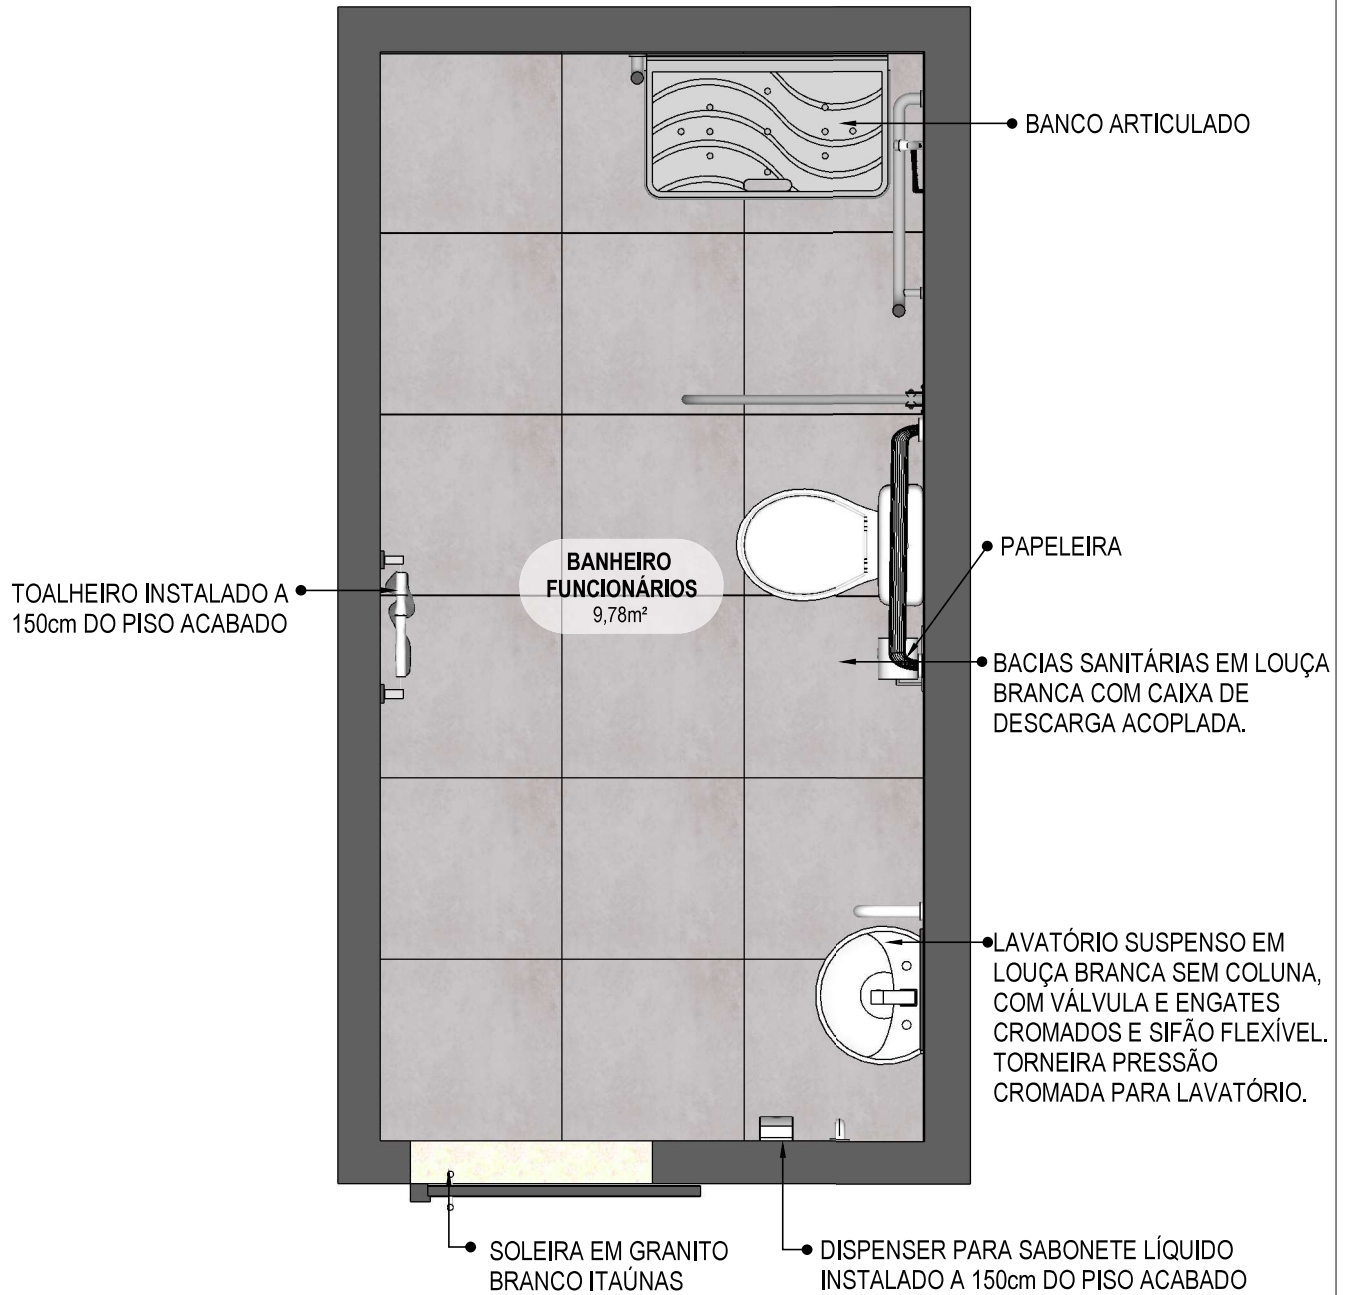 BANCO ARTICULADO
PAPELEIRA
BANHEIRO
FUNCIONÁRIOS
9,78m²
TOALHEIRO INSTALADO A
150cm DO PISO ACABADO
BACIAS SANITÁRIAS EM LOUÇA
BRANCA COM CAIXA DE
DESCARGA ACOPLADA.
LAVATÓRIO SUSPENSO EM
LOUÇA BRANCA SEM COLUNA,
COM VÁLVULA E ENGATES
CROMADOS E SIFÃO FLEXÍVEL.
TORNEIRA PRESSÃO
CROMADA PARA LAVATÓRIO.
SOLEIRA EM GRANITO
BRANCO ITAÚNAS
DISPENSER PARA SABONETE LÍQUIDO
INSTALADO A 150cm DO PISO ACABADO